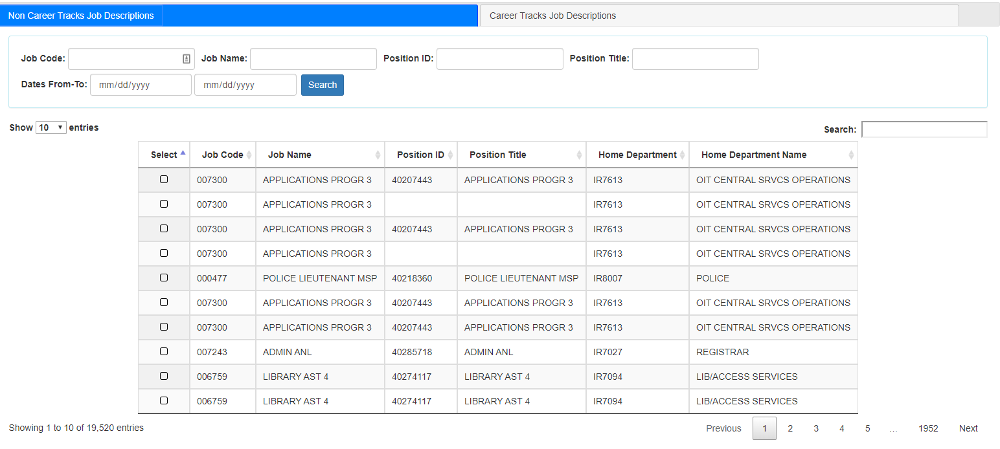 Non Career Tracks Job Descriptions Career Tracks Job Descriptions
Job Code: Job Name: Position ID: Position Title:
Dates From-To: mm/dd/yyyy mm/dd/yyyy Search
Show 10 entries Search:
Select Job Code Job Name Position ID Position Title Home Department Home Department Name
007300 APPLICATIONS PROGR 3 40207443 APPLICATIONS PROGR 3 IR7613 OIT CENTRAL SRVCS OPERATIONS
007300 APPLICATIONS PROGR 3 IR7613 OIT CENTRAL SRVCS OPERATIONS
007300 APPLICATIONS PROGR 3 40207443 APPLICATIONS PROGR 3 IR7613 OIT CENTRAL SRVCS OPERATIONS
007300 APPLICATIONS PROGR 3 IR7613 OIT CENTRAL SRVCS OPERATIONS
000477 POLICE LIEUTENANT MSP 40218360 POLICE LIEUTENANT MSP IR8007 POLICE
007300 APPLICATIONS PROGR 3 40207443 APPLICATIONS PROGR 3 IR7613 OIT CENTRAL SRVCS OPERATIONS
007300 APPLICATIONS PROGR 3 40207443 APPLICATIONS PROGR 3 IR7613 OIT CENTRAL SRVCS OPERATIONS
007243 ADMIN ANL 40285718 ADMIN ANL IR7027 REGISTRAR
006759 LIBRARY AST 4 40274117 LIBRARY AST 4 IR7094 LIB/ACCESS SERVICES
006759 LIBRARY AST 4 40274117 LIBRARY AST 4 IR7094 LIB/ACCESS SERVICES
Showing 1 to 10 of 19,520 entries Previous 1 2 3 4 5 … 1952 Next